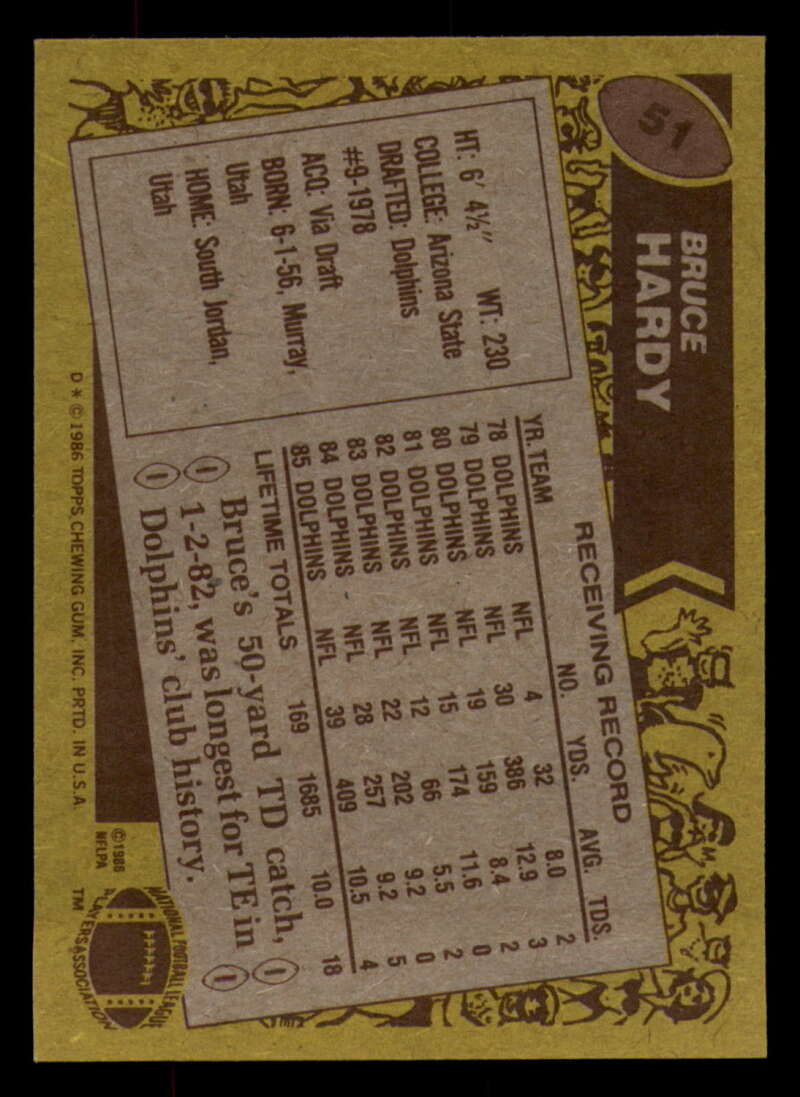 51
BRUCE
HARDY
HT: 6' 4½" WT: 230
COLLEGE: Arizona State
DRAFTED: Dolphins
#9-1978
ACQ: Via Draft
BORN: 6-1-56, Murray,
Utah
HOME: South Jordan,
Utah
RECEIVING RECORD
YR. TEAM NO. YDS. AVG. TDS.
78 DOLPHINS NFL 4 32 8.0 2
79 DOLPHINS NFL 30 386 12.9 3
80 DOLPHINS NFL 19 159 8.4 2
81 DOLPHINS NFL 15 174 11.6 0
82 DOLPHINS NFL 12 66 5.5 2
83 DOLPHINS NFL 22 202 9.2 0
84 DOLPHINS NFL 28 257 9.2 5
85 DOLPHINS NFL 39 409 10.5 4
LIFETIME TOTALS 169 1685 10.0 18
Bruce's 50-yard TD catch,
1-2-82, was longest for TE in
Dolphins' club history.
D * © 1986 TOPPS CHEWING GUM, INC. PRTD. IN U.S.A.
© 1986
NFLPA
NATIONAL FOOTBALL LEAGUE
PLAYERS ASSOCIATION
TM